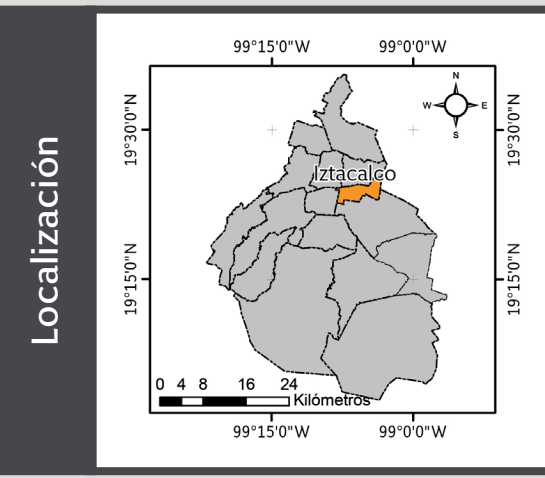 Localización
99°15'0"W 99°0'0"W
19°30'0"N 19°30'0"N
N
W E
S
Iztacalco
19°15'0"N 19°15'0"N
0 4 8 16 24
Kilómetros
99°15'0"W 99°0'0"W